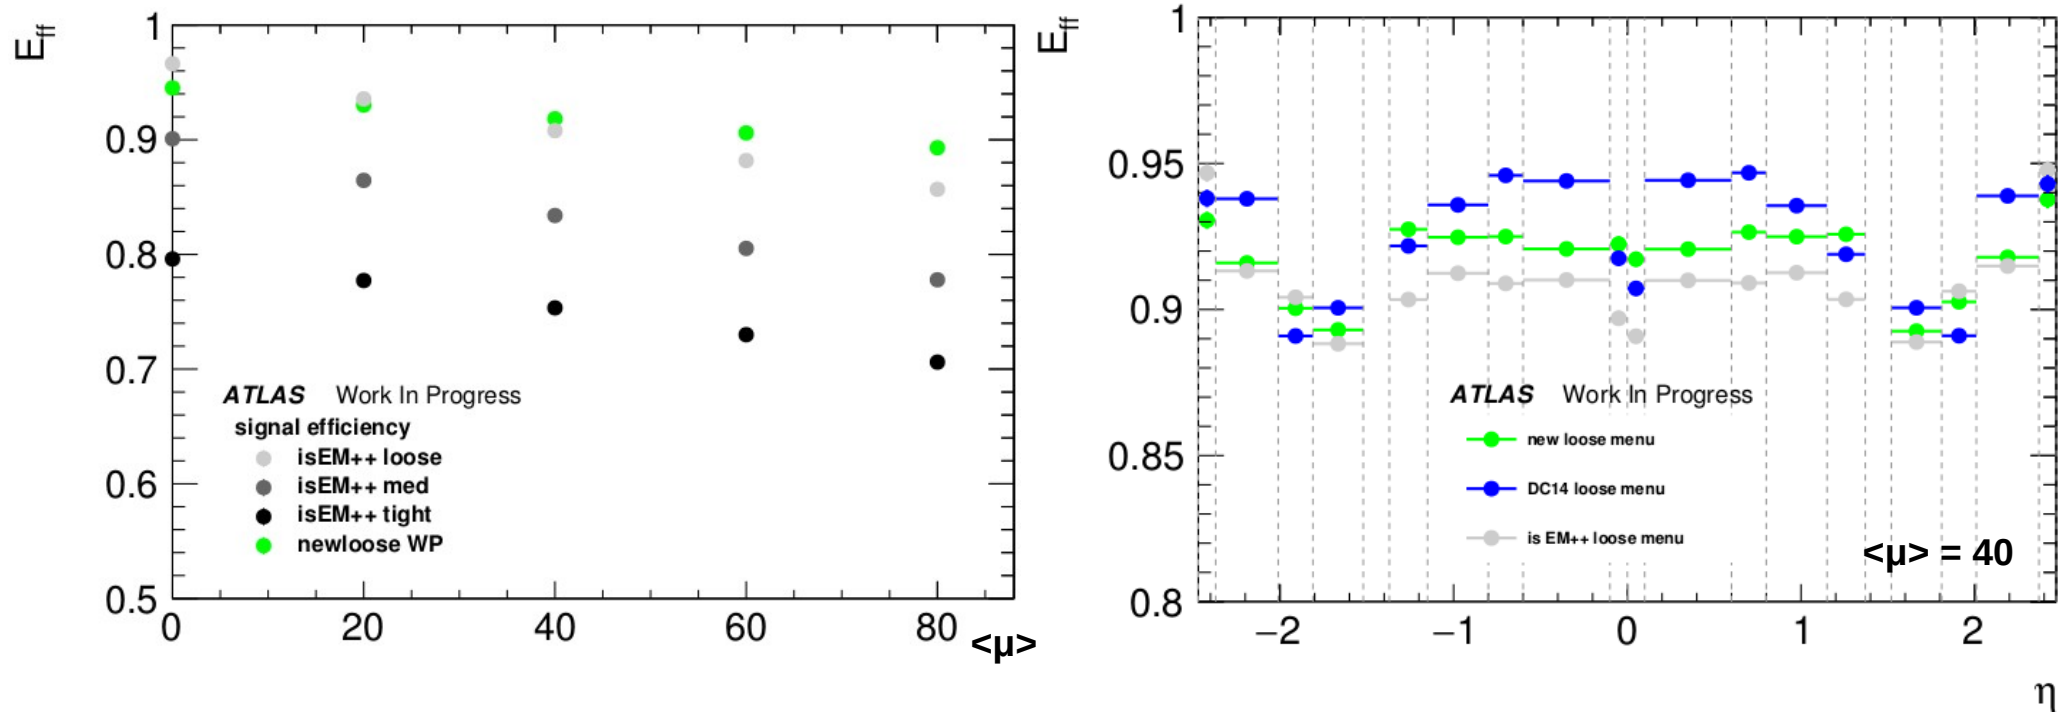 E_ff
1
0.9
0.8
0.7
0.6
0.5
0 20 40 60 80
<μ>
ATLAS Work In Progress
signal efficiency
isEM++ loose
isEM++ med
isEM++ tight
newloose WP
E_ff
1
0.95
0.9
0.85
0.8
−2 −1 0 1 2
η
ATLAS Work In Progress
new loose menu
DC14 loose menu
is EM++ loose menu
<μ> = 40